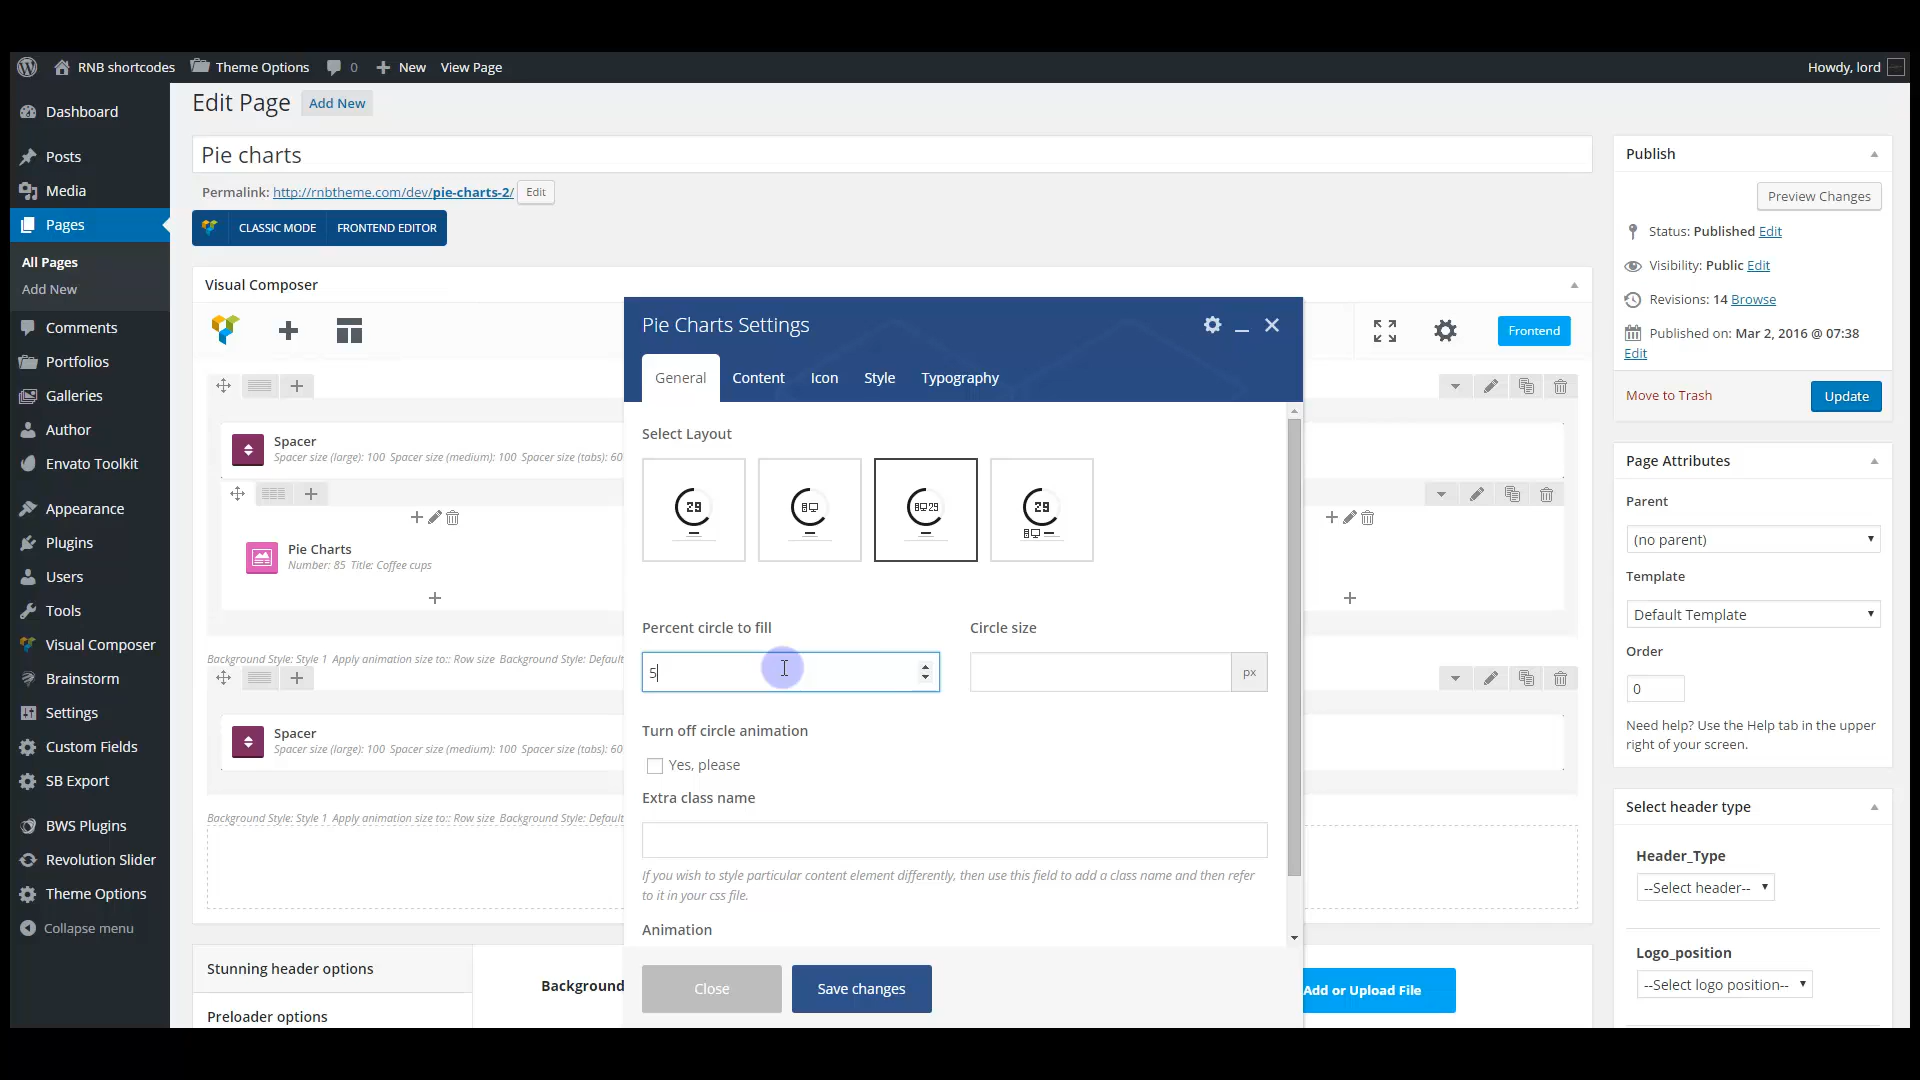 RNB shortcodes Theme Options 0 New View Page Howdy, lord
Dashboard
Posts
Media
Pages
All Pages
Add New
Comments
Portfolios
Galleries
Author
Envato Toolkit
Appearance
Plugins
Users
Tools
Visual Composer
Brainstorm
Settings
Custom Fields
SB Export
BWS Plugins
Revolution Slider
Theme Options
Collapse menu
Edit Page Add New
Pie charts
Permalink: http://rnbtheme.com/dev/pie-charts-2/ Edit
CLASSIC MODE FRONTEND EDITOR
Visual Composer
Frontend
Spacer
Spacer size (large): 100 Spacer size (medium): 100 Spacer size (tabs): 60
Pie Charts
Number: 85 Title: Coffee cups
Background Style: Style 1 Apply animation size to:: Row size Background Style: Default
Spacer
Spacer size (large): 100 Spacer size (medium): 100 Spacer size (tabs): 60
Background Style: Style 1 Apply animation size to:: Row size Background Style: Default
Stunning header options
Preloader options
Background
Add or Upload File
Pie Charts Settings
General Content Icon Style Typography
Select Layout
29 29 29
Percent circle to fill Circle size
5 px
Turn off circle animation
Yes, please
Extra class name
If you wish to style particular content element differently, then use this field to add a class name and then refer
to it in your css file.
Animation
Close Save changes
Publish
Preview Changes
Status: Published Edit
Visibility: Public Edit
Revisions: 14 Browse
Published on: Mar 2, 2016 @ 07:38
Edit
Move to Trash Update
Page Attributes
Parent
(no parent)
Template
Default Template
Order
0
Need help? Use the Help tab in the upper
right of your screen.
Select header type
Header_Type
--Select header--
Logo_position
--Select logo position--